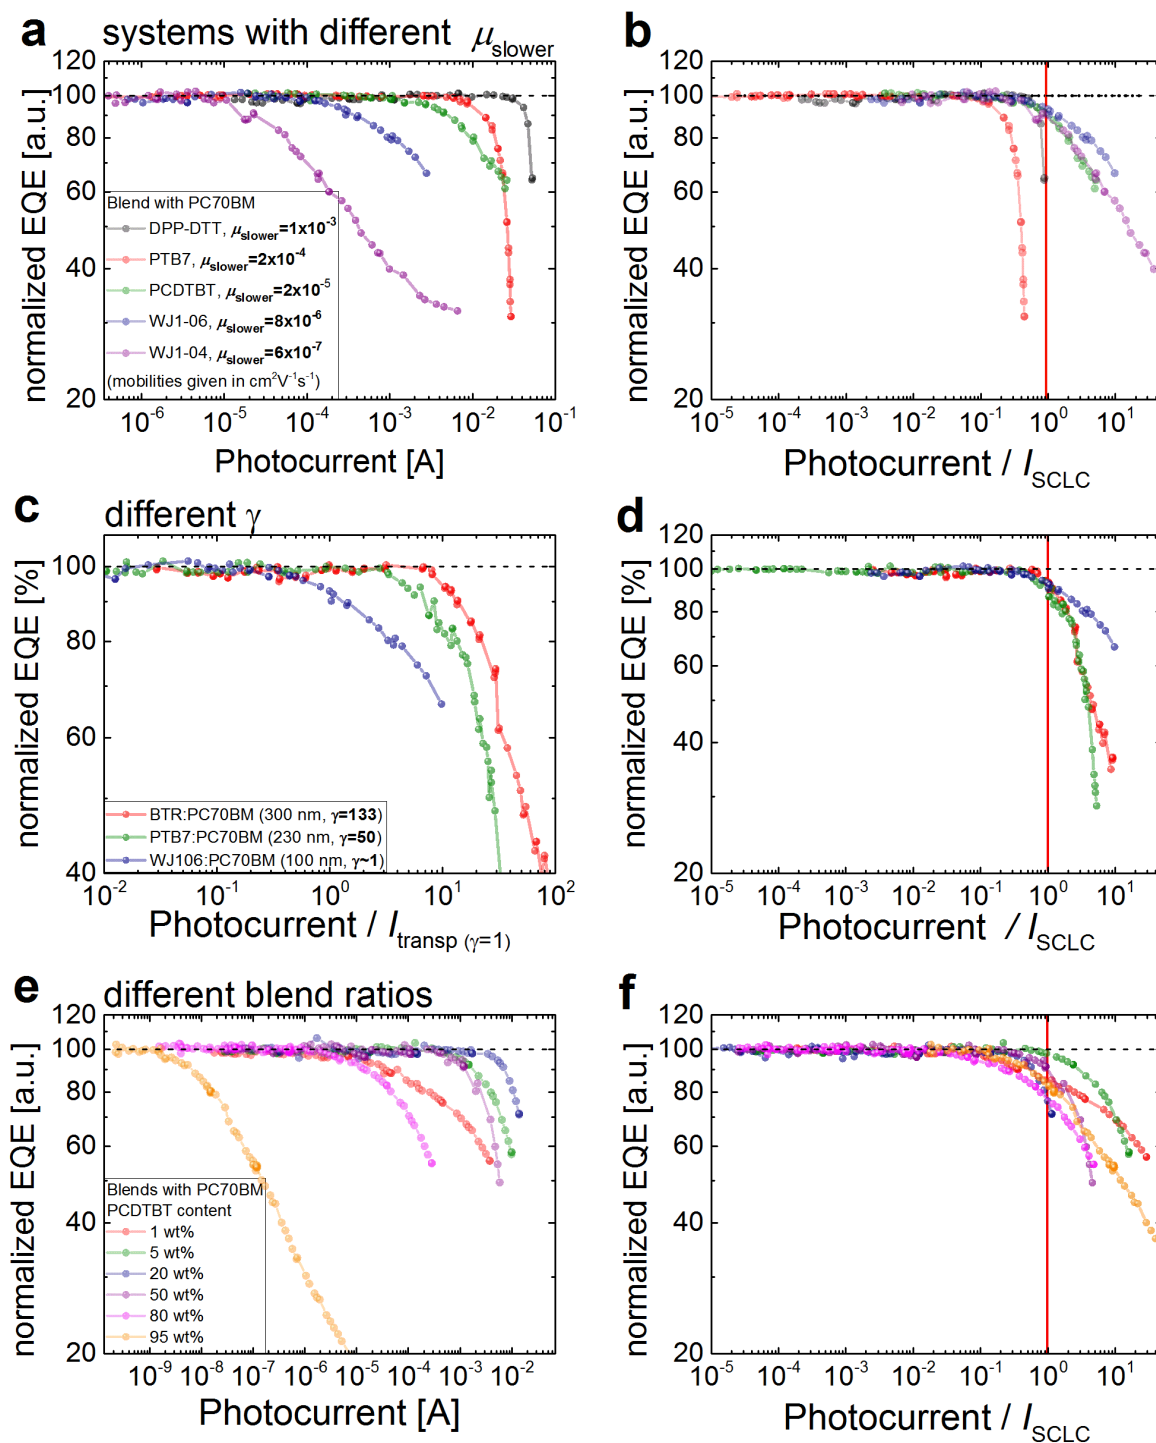 a systems with different μslower
120
100
80
60
40
20
normalized EQE [a.u.]
Blend with PC70BM
DPP-DTT, μslower=1x10⁻³
PTB7, μslower=2x10⁻⁴
PCDTBT, μslower=2x10⁻⁵
WJ1-06, μslower=8x10⁻⁶
WJ1-04, μslower=6x10⁻⁷
(mobilities given in cm²V⁻¹s⁻¹)
10⁻⁶ 10⁻⁵ 10⁻⁴ 10⁻³ 10⁻² 10⁻¹
Photocurrent [A]
b
120
100
80
60
40
20
normalized EQE [a.u.]
10⁻⁵ 10⁻⁴ 10⁻³ 10⁻² 10⁻¹ 10⁰ 10¹
Photocurrent / ISCLC
c different γ
100
80
60
40
normalized EQE [%]
BTR:PC70BM (300 nm, γ=133)
PTB7:PC70BM (230 nm, γ=50)
WJ106:PC70BM (100 nm, γ~1)
10⁻² 10⁻¹ 10⁰ 10¹ 10²
Photocurrent / Itransp (γ=1)
d
120
100
80
60
40
20
normalized EQE [%]
10⁻⁵ 10⁻⁴ 10⁻³ 10⁻² 10⁻¹ 10⁰ 10¹
Photocurrent / ISCLC
e different blend ratios
120
100
80
60
40
20
normalized EQE [a.u.]
Blends with PC70BM
PCDTBT content
1 wt%
5 wt%
20 wt%
50 wt%
80 wt%
95 wt%
10⁻⁹ 10⁻⁸ 10⁻⁷ 10⁻⁶ 10⁻⁵ 10⁻⁴ 10⁻³ 10⁻²
Photocurrent [A]
f
120
100
80
60
40
20
normalized EQE [a.u.]
10⁻⁵ 10⁻⁴ 10⁻³ 10⁻² 10⁻¹ 10⁰ 10¹
Photocurrent / ISCLC